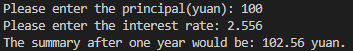 Please enter the principal(yuan): 100
Please enter the interest rate: 2.556
The summary after one year would be: 102.56 yuan.